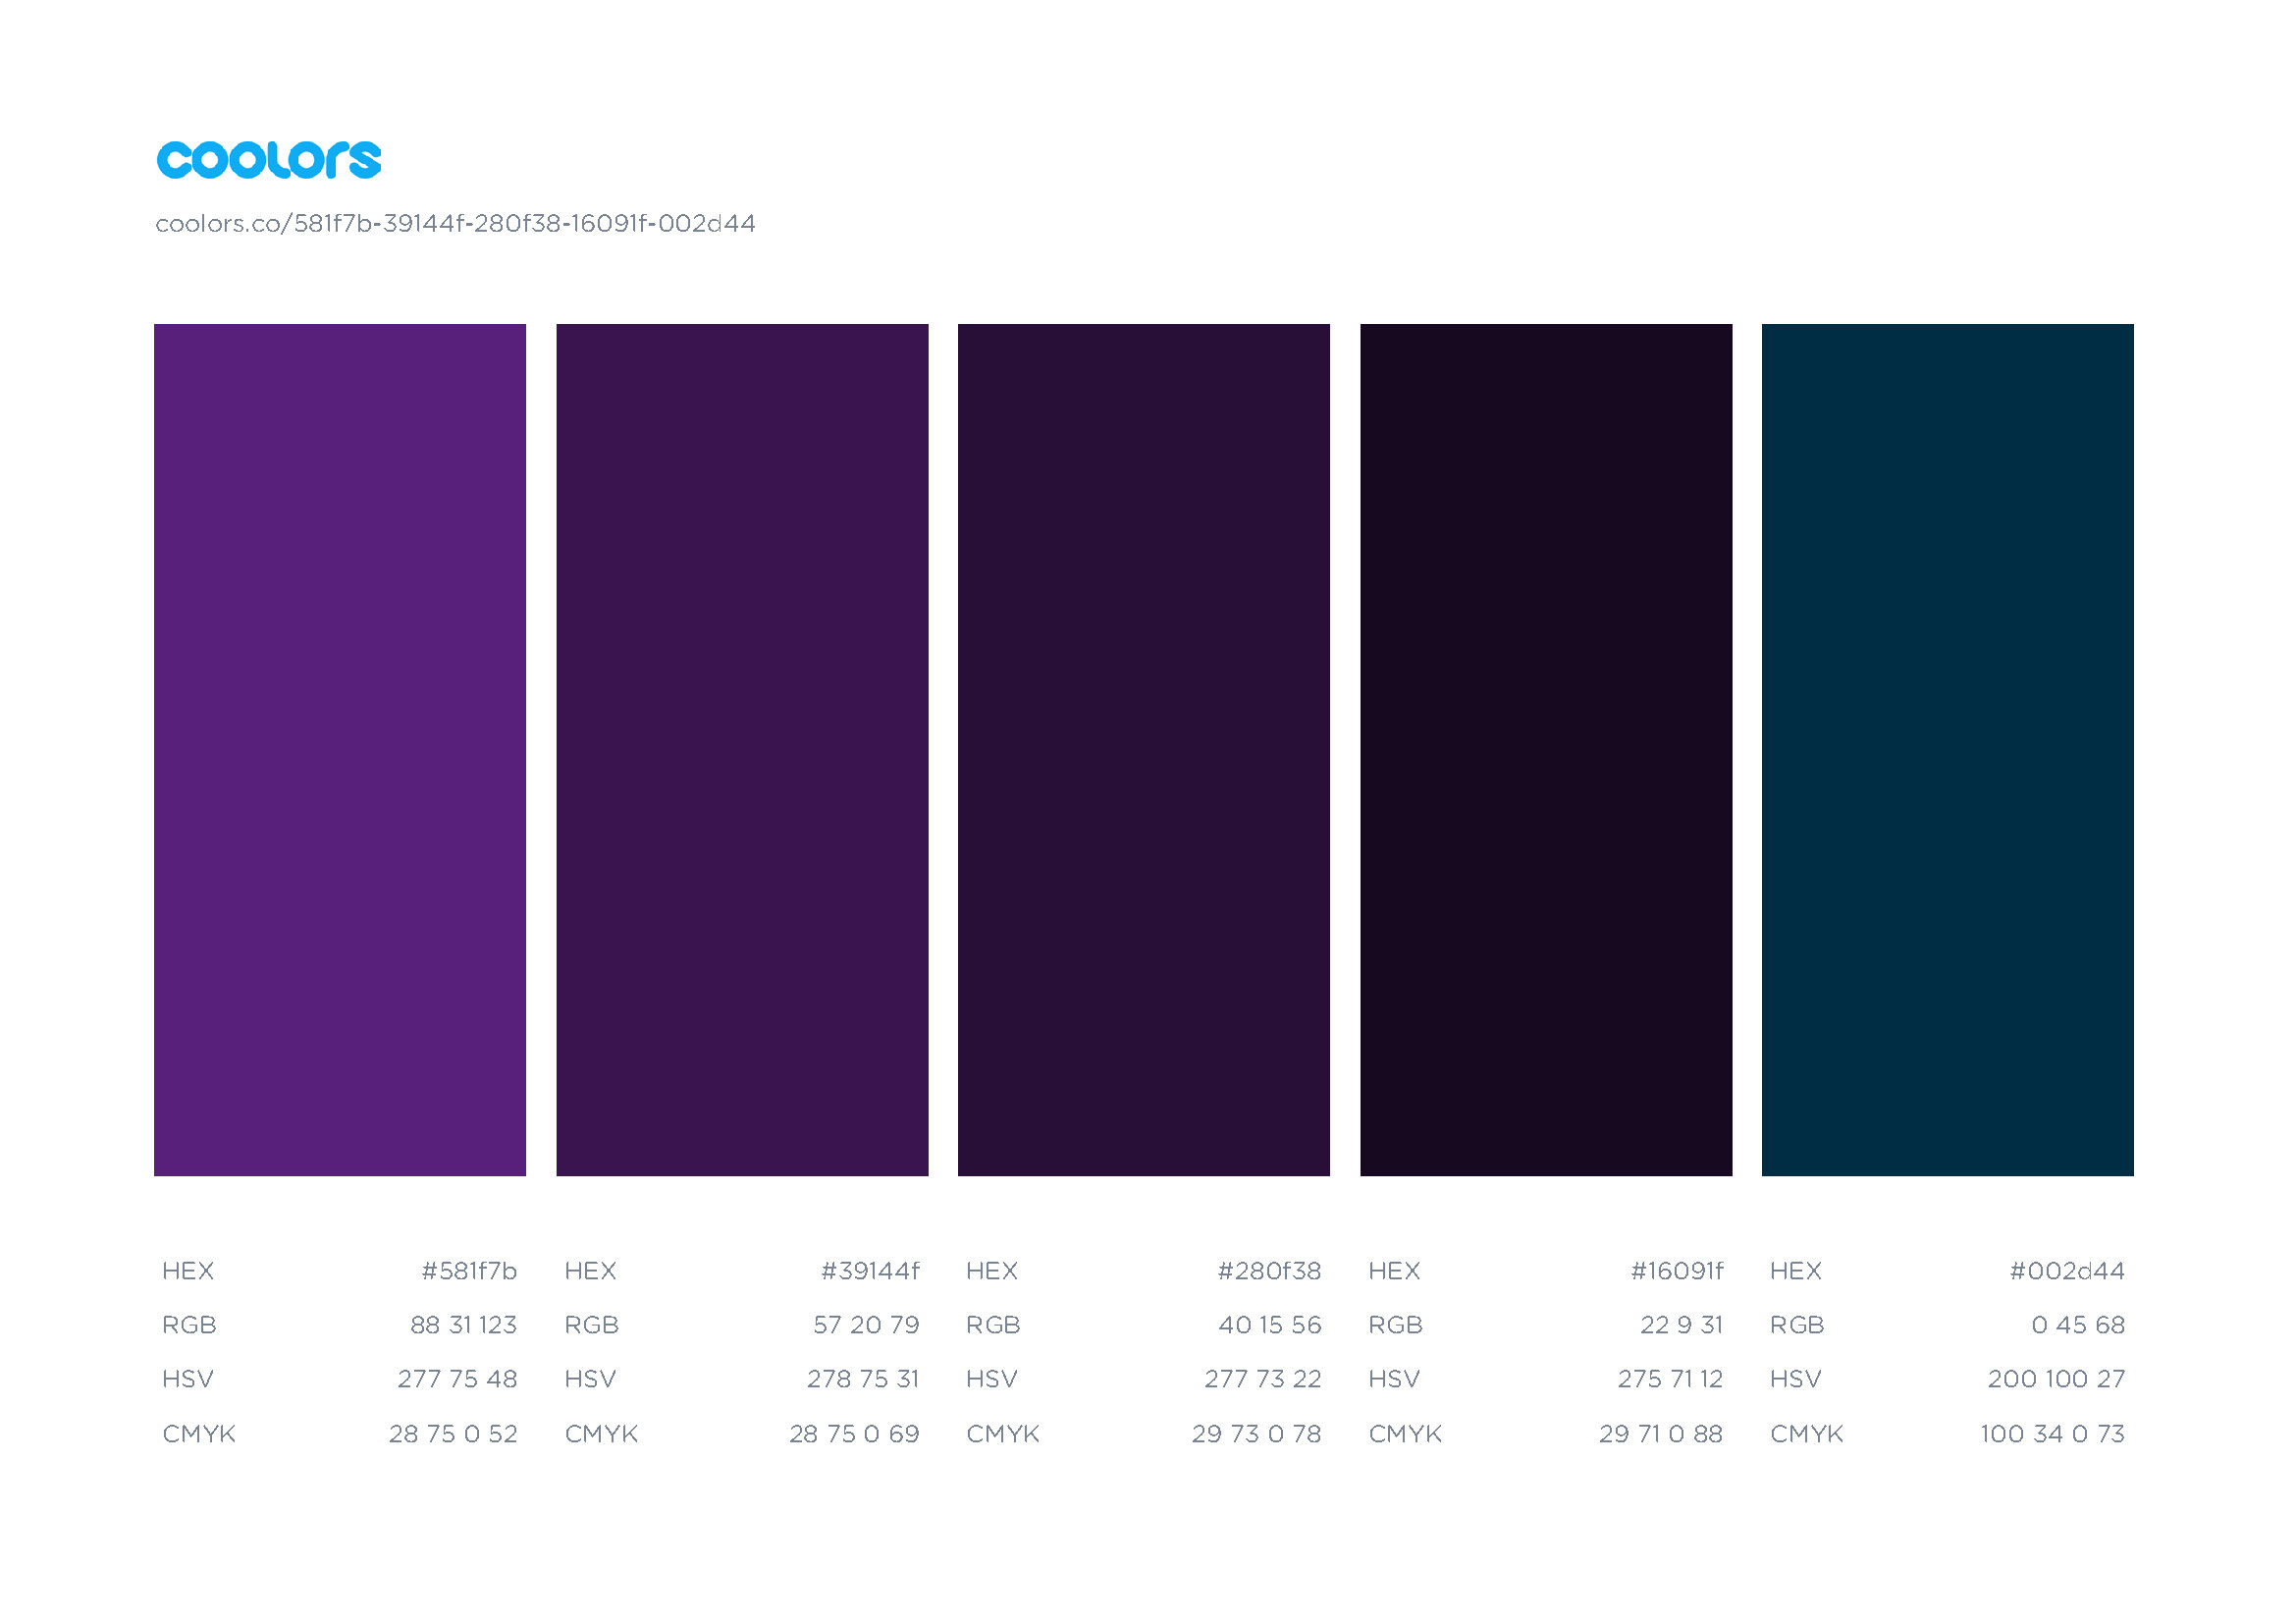 coolors
coolors.co/581f7b-39144f-280f38-16091f-002d44
HEX #581f7b HEX #39144f HEX #280f38 HEX #16091f HEX #002d44
RGB 88 31 123 RGB 57 20 79 RGB 40 15 56 RGB 22 9 31 RGB 0 45 68
HSV 277 75 48 HSV 278 75 31 HSV 277 73 22 HSV 275 71 12 HSV 200 100 27
CMYK 28 75 0 52 CMYK 28 75 0 69 CMYK 29 73 0 78 CMYK 29 71 0 88 CMYK 100 34 0 73